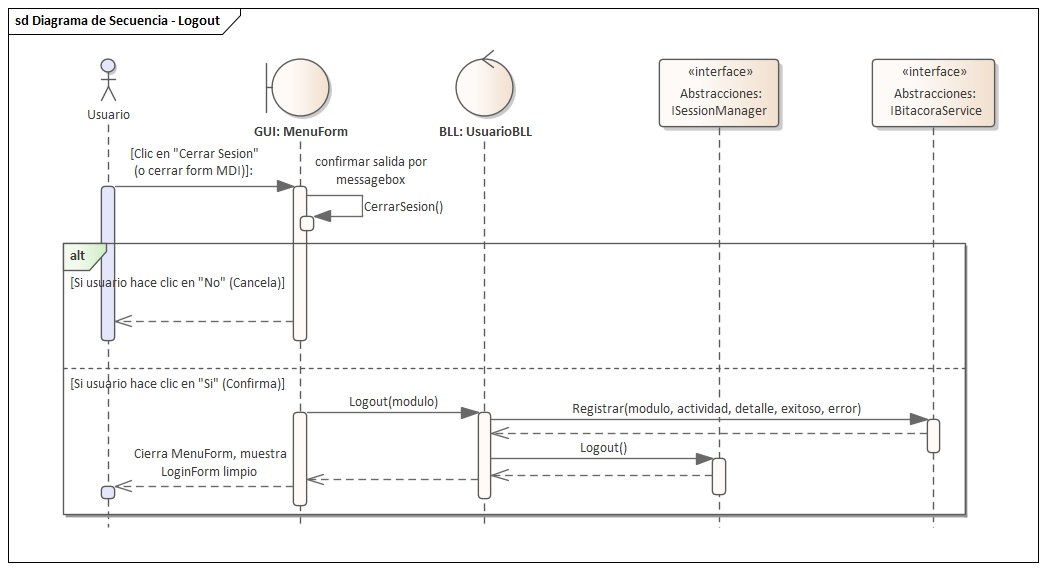 sd Diagrama de Secuencia - Logout
Usuario
GUI: MenuForm
BLL: UsuarioBLL
«interface»
Abstracciones:
ISessionManager
«interface»
Abstracciones:
IBitacoraService
[Clic en "Cerrar Sesion"
(o cerrar form MDI)]:
confirmar salida por
messagebox
CerrarSesion()
alt
[Si usuario hace clic en "No" (Cancela)]
[Si usuario hace clic en "Si" (Confirma)]
Logout(modulo)
Registrar(modulo, actividad, detalle, exitoso, error)
Logout()
Cierra MenuForm, muestra
LoginForm limpio